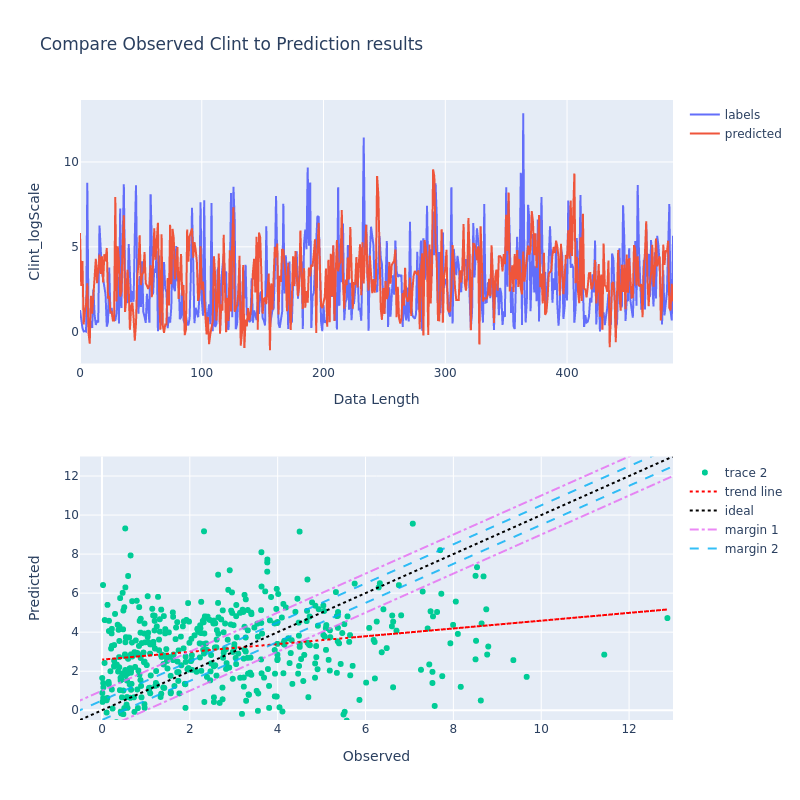 Compare Observed Clint to Prediction results
labels
predicted
Clint_logScale
10
5
0
0
100
200
300
400
Data Length
trace 2
trend line
ideal
margin 1
margin 2
Predicted
12
10
8
6
4
2
0
0
2
4
6
8
10
12
Observed